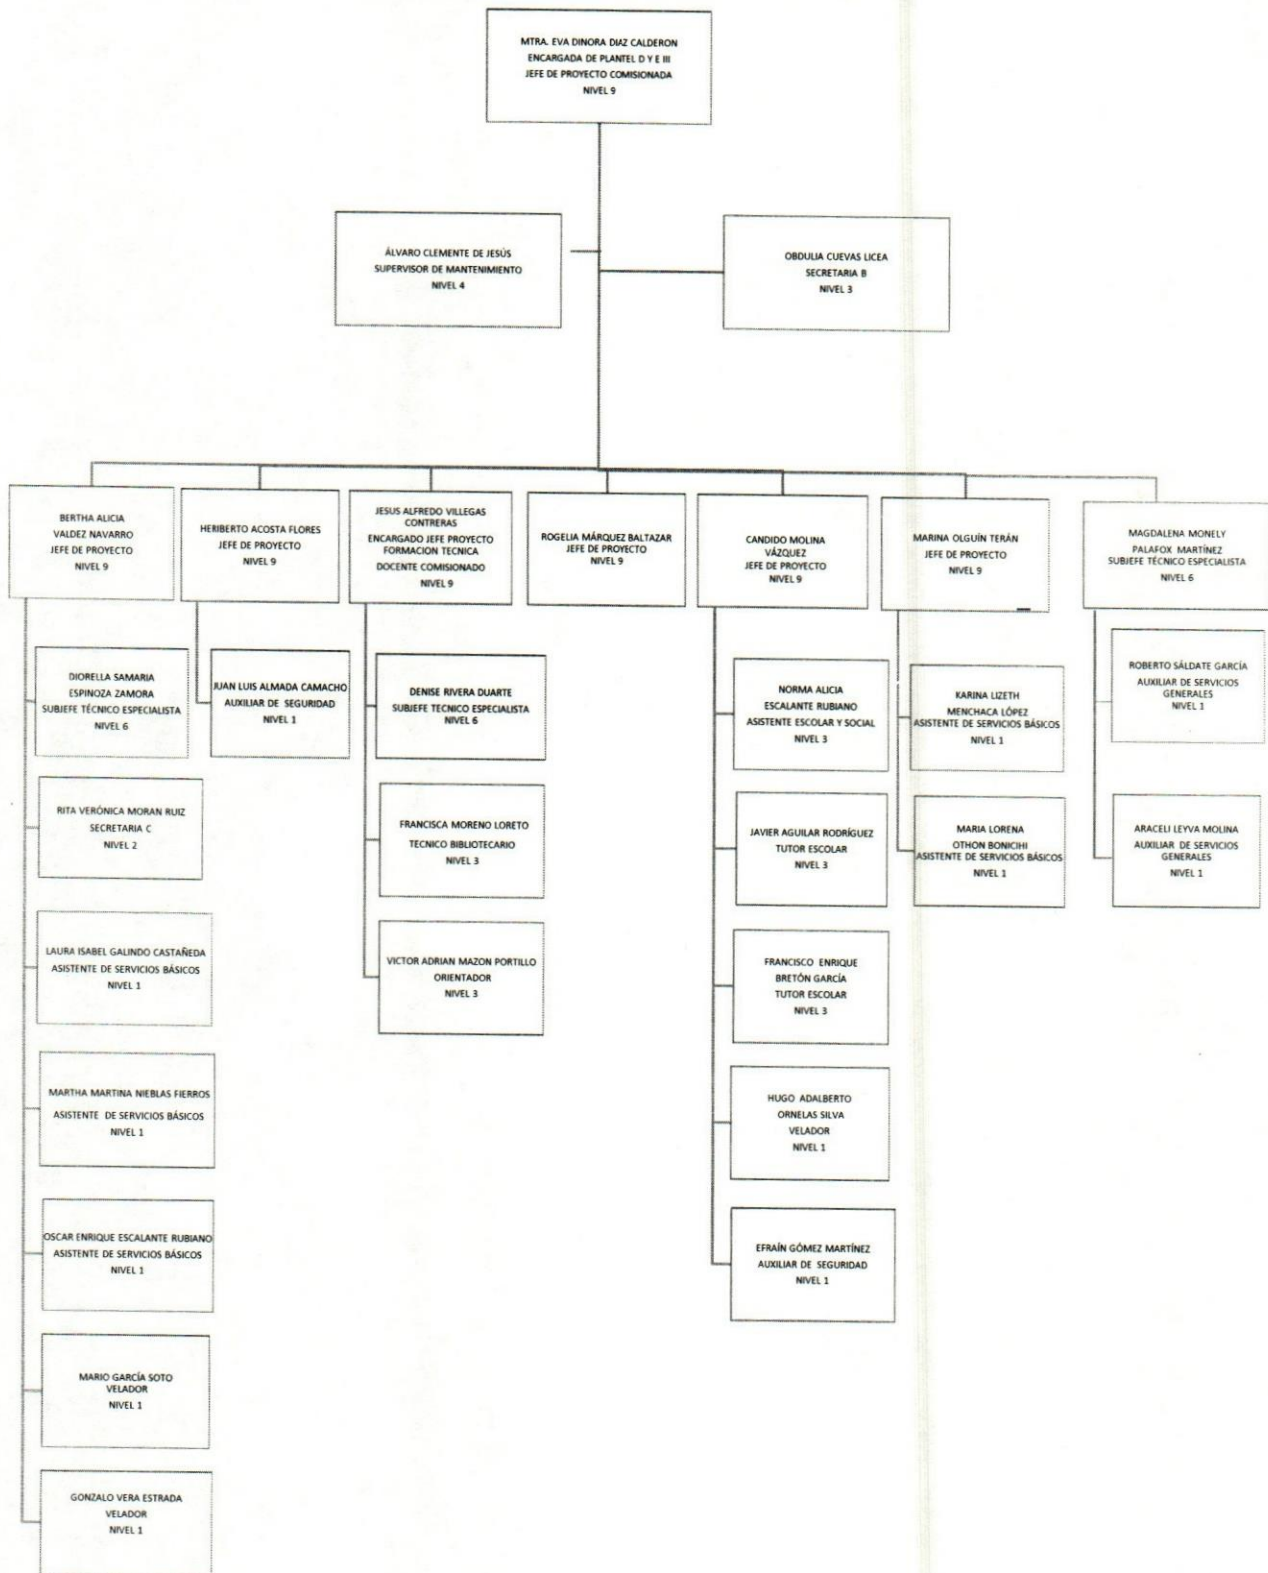 MTRA. EVA DINORA DIAZ CALDERON
ENCARGADA DE PLANTEL D Y E III
JEFE DE PROYECTO COMISIONADA
NIVEL 9
ÁLVARO CLEMENTE DE JESÚS
SUPERVISOR DE MANTENIMIENTO
NIVEL 4
OBDULIA CUEVAS LICEA
SECRETARIA B
NIVEL 3
BERTHA ALICIA
VALDEZ NAVARRO
JEFE DE PROYECTO
NIVEL 9
HERIBERTO ACOSTA FLORES
JEFE DE PROYECTO
NIVEL 9
JESUS ALFREDO VILLEGAS
CONTRERAS
ENCARGADO JEFE PROYECTO
FORMACION TECNICA
DOCENTE COMISIONADO
NIVEL 9
ROGELIA MÁRQUEZ BALTAZAR
JEFE DE PROYECTO
NIVEL 9
CANDIDO MOLINA
VÁZQUEZ
JEFE DE PROYECTO
NIVEL 9
MARINA OLGUÍN TERÁN
JEFE DE PROYECTO
NIVEL 9
MAGDALENA MONELY
PALAFOX MARTÍNEZ
SUBJEFE TÉCNICO ESPECIALISTA
NIVEL 6
DIORELLA SAMARIA
ESPINOZA ZAMORA
SUBJEFE TÉCNICO ESPECIALISTA
NIVEL 6
RITA VERÓNICA MORAN RUIZ
SECRETARIA C
NIVEL 2
LAURA ISABEL GALINDO CASTAÑEDA
ASISTENTE DE SERVICIOS BÁSICOS
NIVEL 1
MARTHA MARTINA NIEBLAS FIERROS
ASISTENTE DE SERVICIOS BÁSICOS
NIVEL 1
OSCAR ENRIQUE ESCALANTE RUBIANO
ASISTENTE DE SERVICIOS BÁSICOS
NIVEL 1
MARIO GARCÍA SOTO
VELADOR
NIVEL 1
GONZALO VERA ESTRADA
VELADOR
NIVEL 1
JUAN LUIS ALMADA CAMACHO
AUXILIAR DE SEGURIDAD
NIVEL 1
DENISE RIVERA DUARTE
SUBJEFE TECNICO ESPECIALISTA
NIVEL 6
FRANCISCA MORENO LORETO
TECNICO BIBLIOTECARIO
NIVEL 3
VICTOR ADRIAN MAZON PORTILLO
ORIENTADOR
NIVEL 3
NORMA ALICIA
ESCALANTE RUBIANO
ASISTENTE ESCOLAR Y SOCIAL
NIVEL 3
JAVIER AGUILAR RODRÍGUEZ
TUTOR ESCOLAR
NIVEL 3
FRANCISCO ENRIQUE
BRETÓN GARCÍA
TUTOR ESCOLAR
NIVEL 3
HUGO ADALBERTO
ORNELAS SILVA
VELADOR
NIVEL 1
EFRAÍN GÓMEZ MARTÍNEZ
AUXILIAR DE SEGURIDAD
NIVEL 1
KARINA LIZETH
MENCHACA LÓPEZ
ASISTENTE DE SERVICIOS BÁSICOS
NIVEL 1
MARIA LORENA
OTHON BONICIHI
ASISTENTE DE SERVICIOS BÁSICOS
NIVEL 1
ROBERTO SÁLDATE GARCÍA
AUXILIAR DE SERVICIOS
GENERALES
NIVEL 1
ARACELI LEYVA MOLINA
AUXILIAR DE SERVICIOS
GENERALES
NIVEL 1